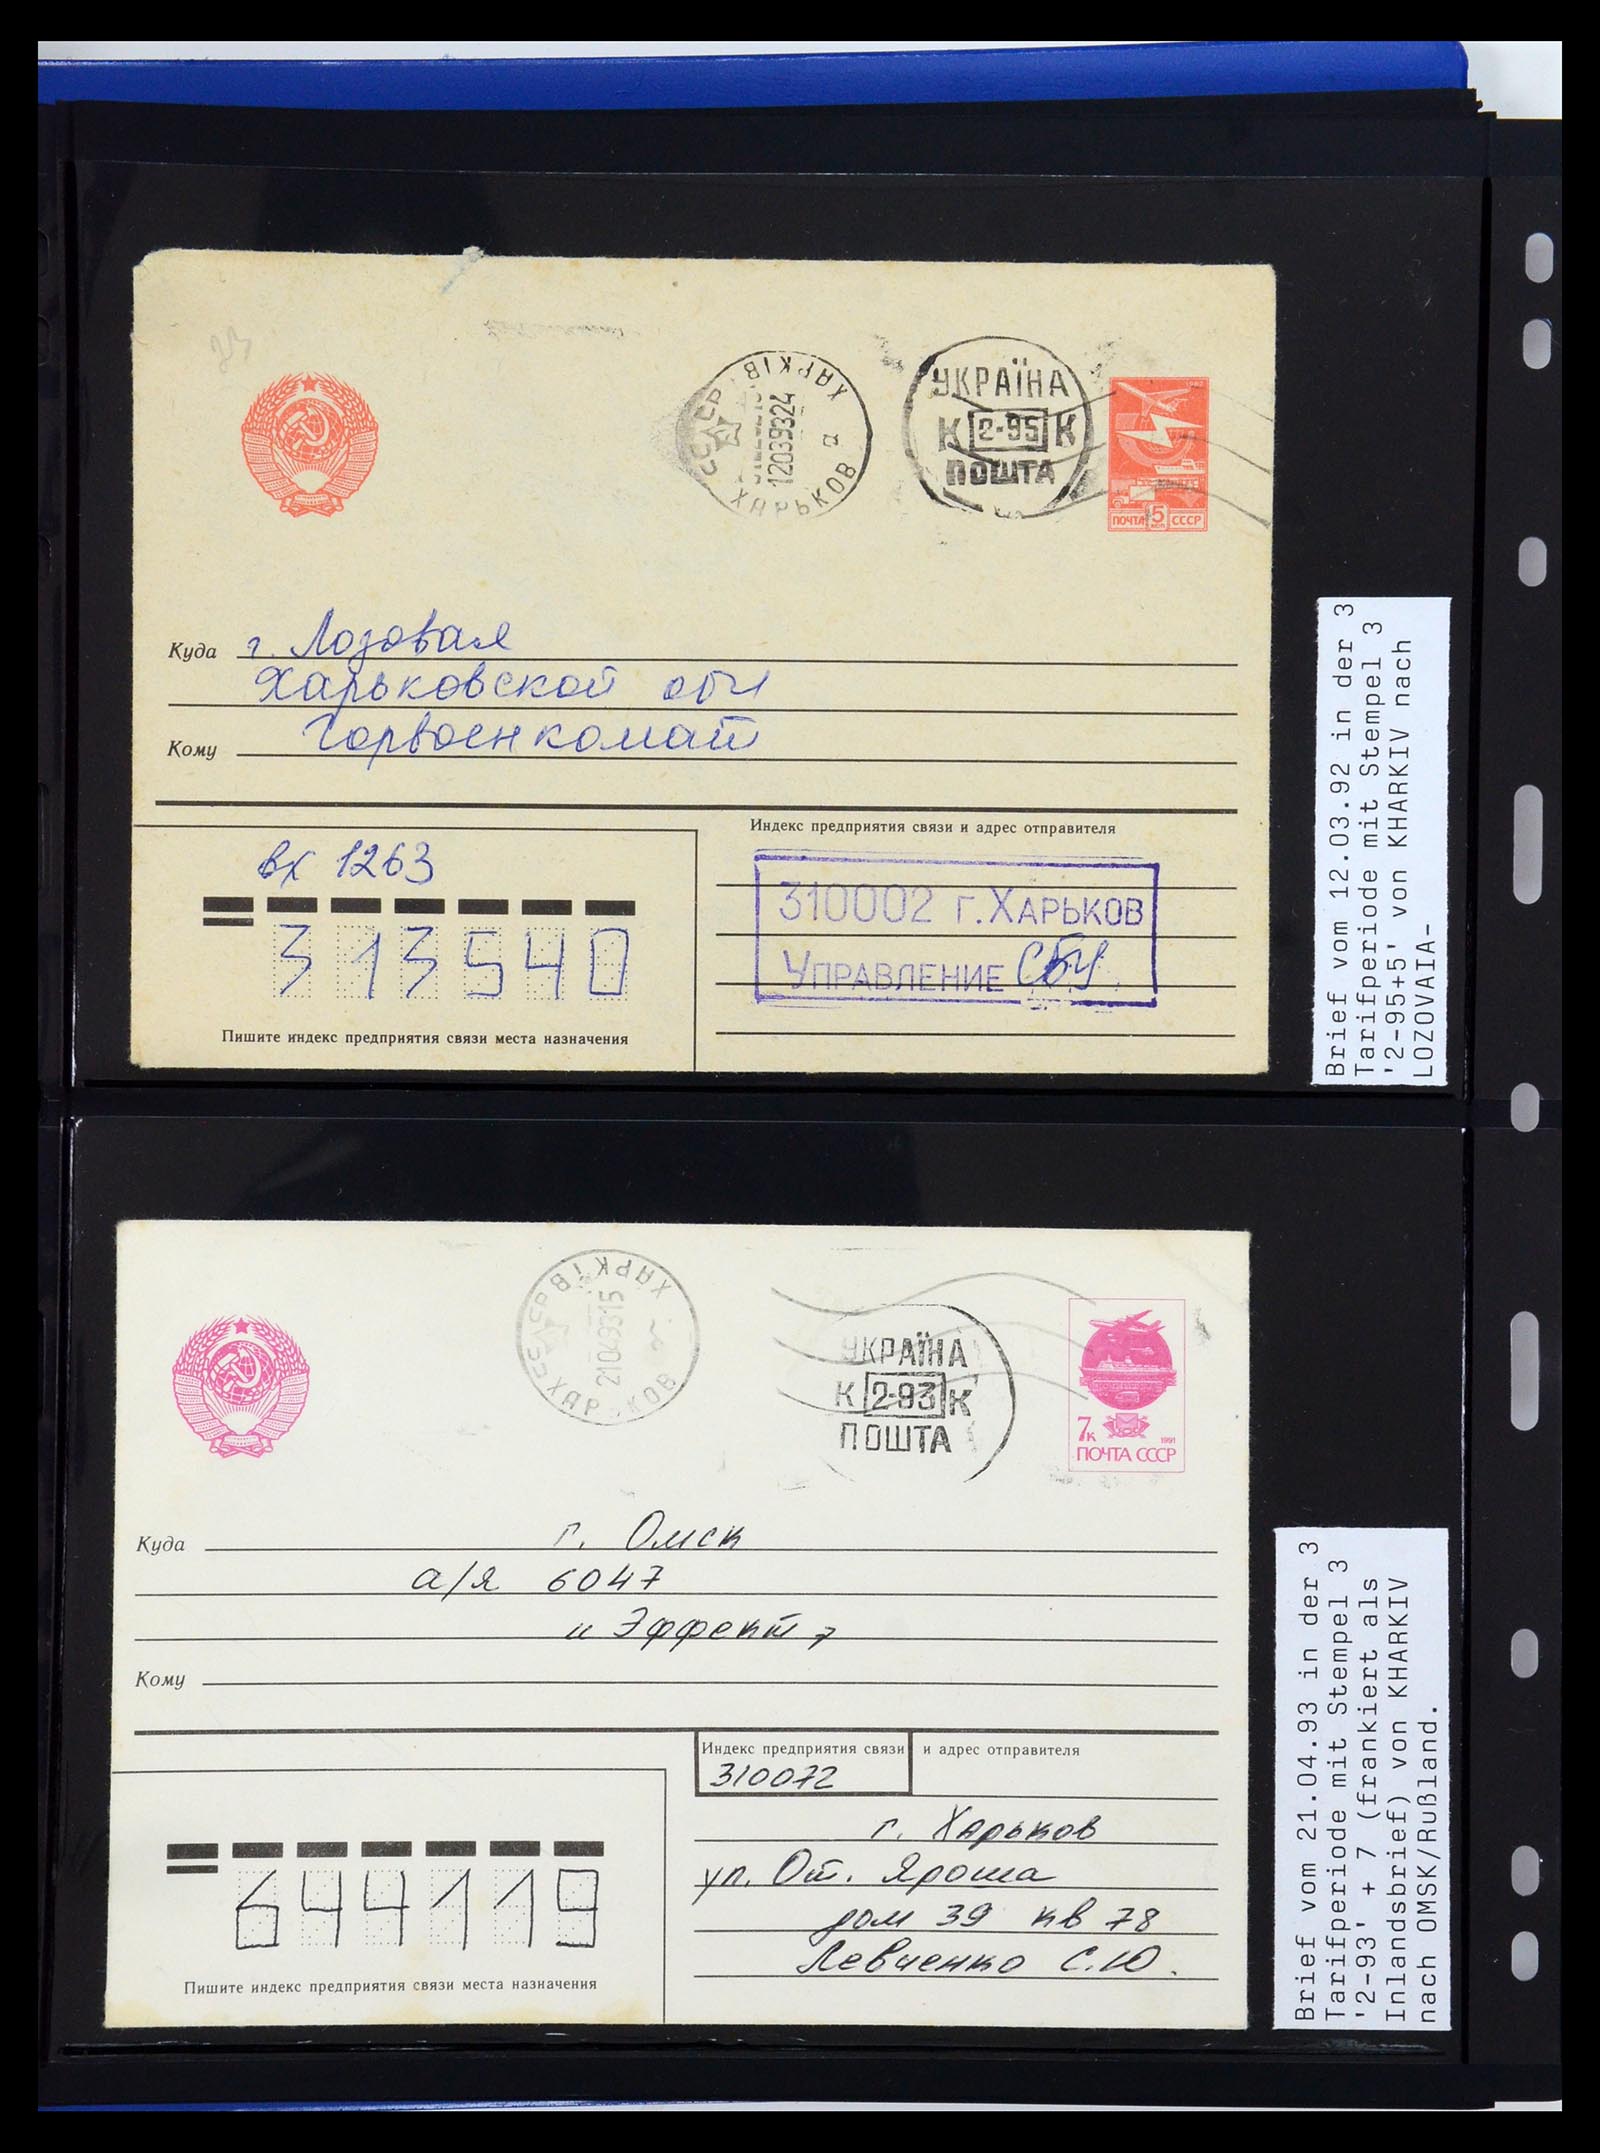 ХАРКІВ
СССР
12039324
а
ХАРЬКОВ
УКРАЇНА
К 2-95 К
ПОШТА
1982
ПОЧТА 5 КОП СССР
Куда г. Лозовая
Харьковской обл
Кому Горвоенкомат
Индекс предприятия связи и адрес отправителя
вх 1263
310002 г. ХАРЬКОВ
УПРАВЛЕНИЕ СБУ
313540
Пишите индекс предприятия связи места назначения
Brief vom 12.03.92 in der 3
Tarifperiode mit Stempel 3
'2-95+5' von KHARKIV nach
LOZOVAIA-
ХАРКІВ
СССР
21049315
ХАРЬКОВ
УКРАЇНА
К 2-93 К
ПОШТА
7к
1991
ПОЧТА СССР
Куда г. Омск
а/я 6047
"Эффект"
Кому
Индекс предприятия связи и адрес отправителя
310072
г. Харьков
ул. От. Яроша
дом 39 кв 78
Левченко С.Ю.
644119
Пишите индекс предприятия связи места назначения
Brief vom 21.04.93 in der 3
Tarifperiode mit Stempel 3
'2-93' + 7 (frankiert als
Inlandsbrief) von KHARKIV
nach OMSK/Rußland.